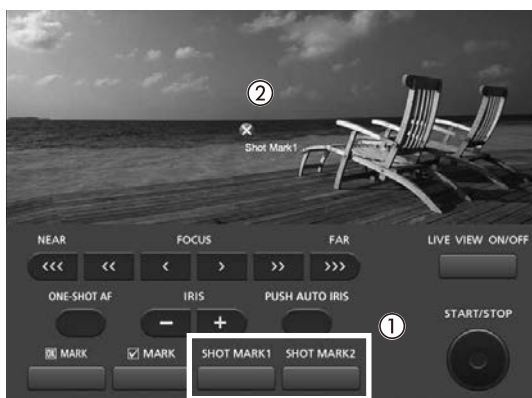 ②
Shot Mark1
NEAR FOCUS FAR LIVE VIEW ON/OFF
<<< << < > >> >>>
ONE-SHOT AF IRIS PUSH AUTO IRIS
− +
① START/STOP
OK MARK ☑ MARK SHOT MARK1 SHOT MARK2